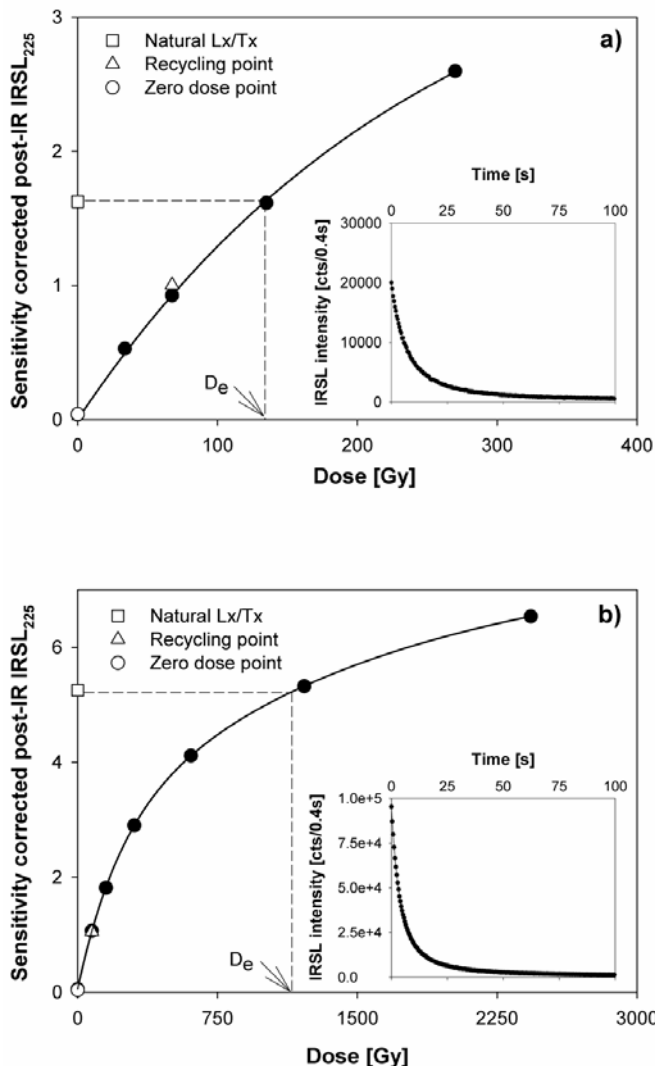 a)
Natural Lx/Tx
Recycling point
Zero dose point
Sensitivity corrected post-IR IRSL225
3
2
1
0
0 100 200 300 400
Dose [Gy]
De
Time [s]
0 25 50 75 100
IRSL intensity [cts/0.4s]
30000
20000
10000
0
b)
Natural Lx/Tx
Recycling point
Zero dose point
Sensitivity corrected post-IR IRSL225
6
4
2
0
0 750 1500 2250 3000
Dose [Gy]
De
Time [s]
0 25 50 75 100
IRSL intensity [cts/0.4s]
1.0e+5
7.5e+4
5.0e+4
2.5e+4
0.0